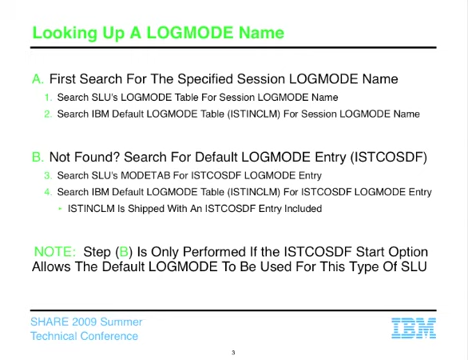 Looking Up A LOGMODE Name
A. First Search For The Specified Session LOGMODE Name
1. Search SLU's LOGMODE Table For Session LOGMODE Name
2. Search IBM Default LOGMODE Table (ISTINCLM) For Session LOGMODE Name
B. Not Found? Search For Default LOGMODE Entry (ISTCOSDF)
3. Search SLU's MODETAB For ISTCOSDF LOGMODE Entry
4. Search IBM Default LOGMODE Table (ISTINCLM) For ISTCOSDF LOGMODE Entry
• ISTINCLM Is Shipped With An ISTCOSDF Entry Included
NOTE: Step (B) Is Only Performed If the ISTCOSDF Start Option
Allows The Default LOGMODE To Be Used For This Type Of SLU
SHARE 2009 Summer
Technical Conference
IBM
3